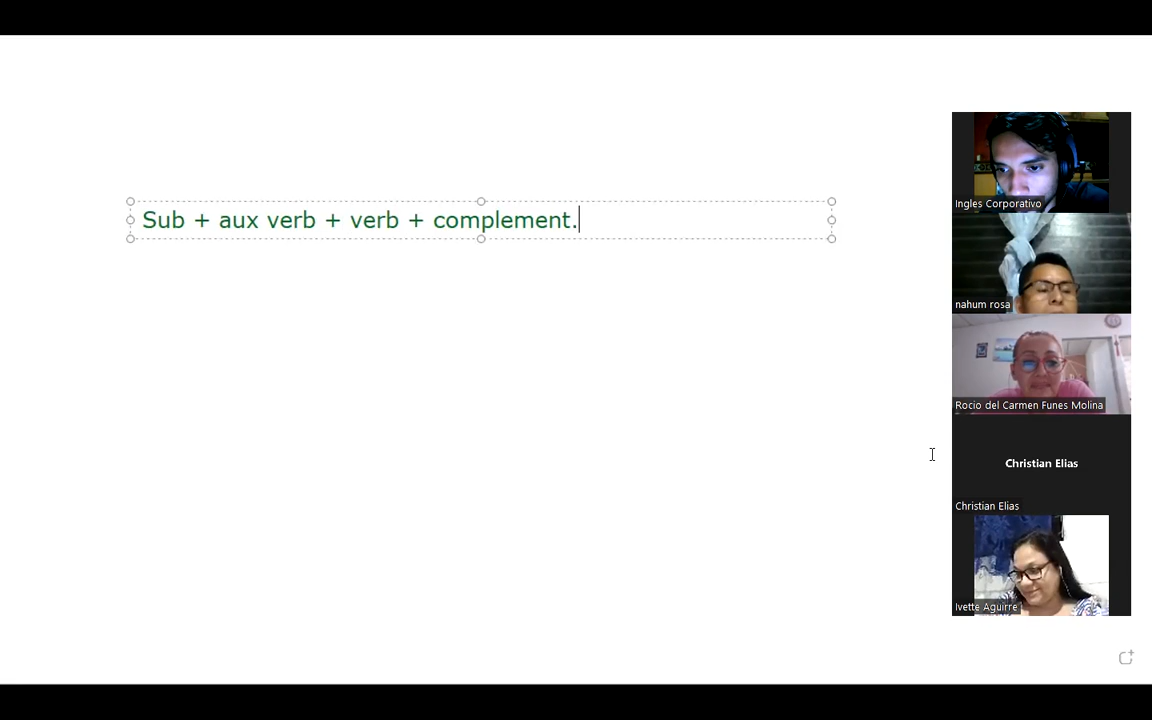 Sub + aux verb + verb + complement.
Ingles Corporativo
nahum rosa
Rocio del Carmen Funes Molina
Christian Elias
Christian Elias
Ivette Aguirre